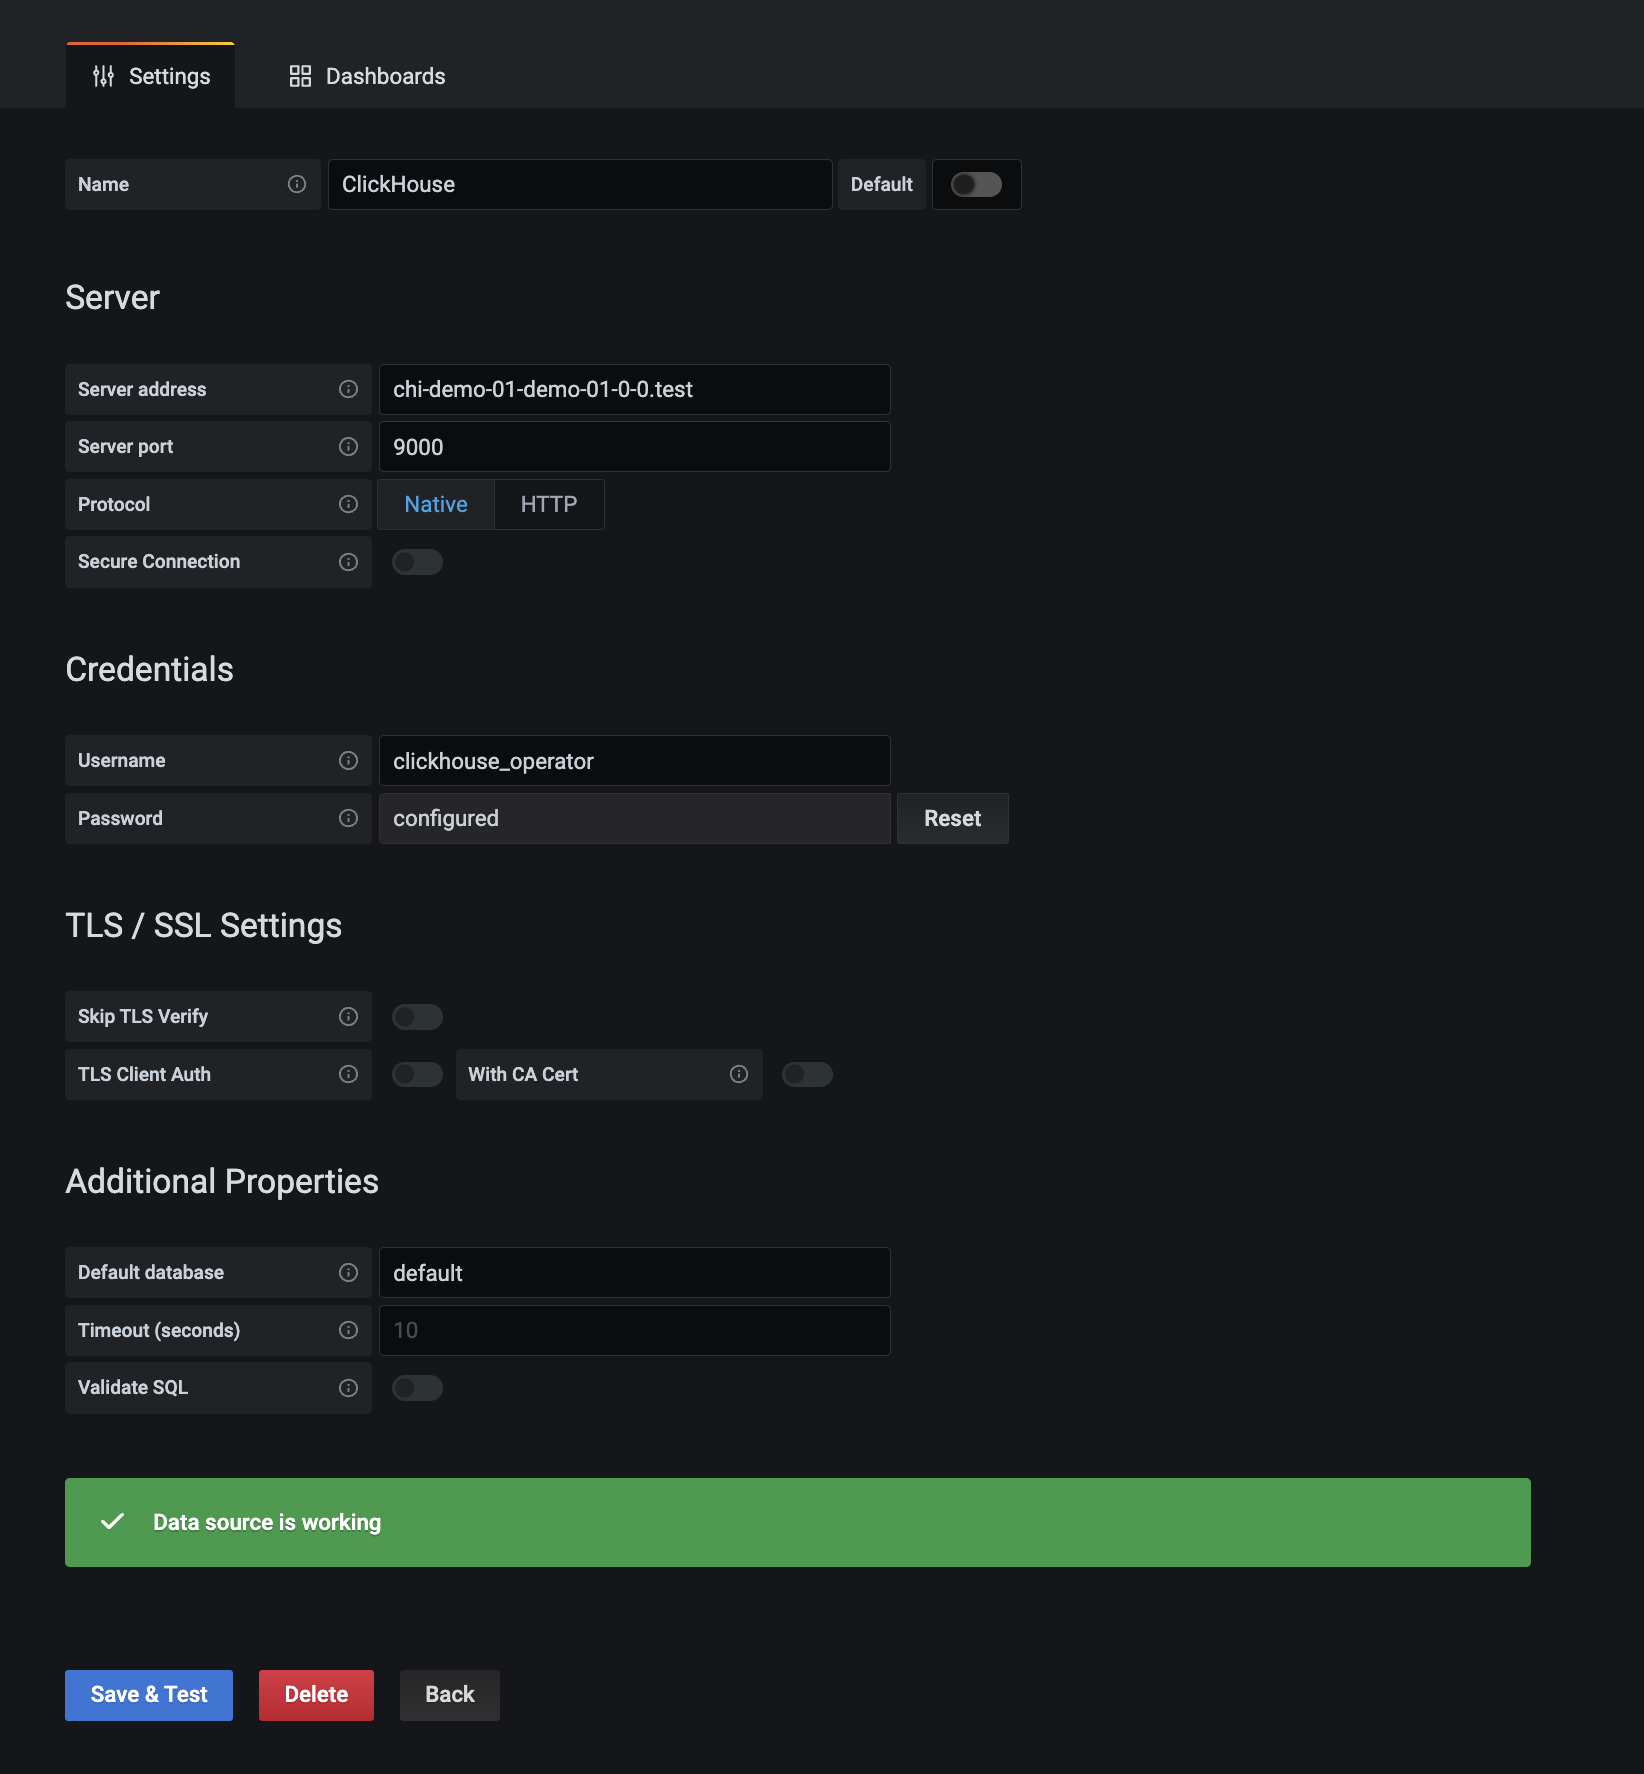 Settings
Dashboards
Name
ClickHouse
Default
Server
Server address
chi-demo-01-demo-01-0-0.test
Server port
9000
Protocol
Native
HTTP
Secure Connection
Credentials
Username
clickhouse_operator
Password
configured
Reset
TLS / SSL Settings
Skip TLS Verify
TLS Client Auth
With CA Cert
Additional Properties
Default database
default
Timeout (seconds)
10
Validate SQL
Data source is working
Save & Test
Delete
Back